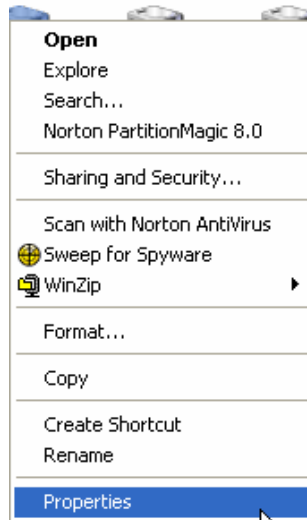 Open
Explore
Search...
Norton PartitionMagic 8.0
Sharing and Security...
Scan with Norton AntiVirus
Sweep for Spyware
WinZip
Format...
Copy
Create Shortcut
Rename
Properties